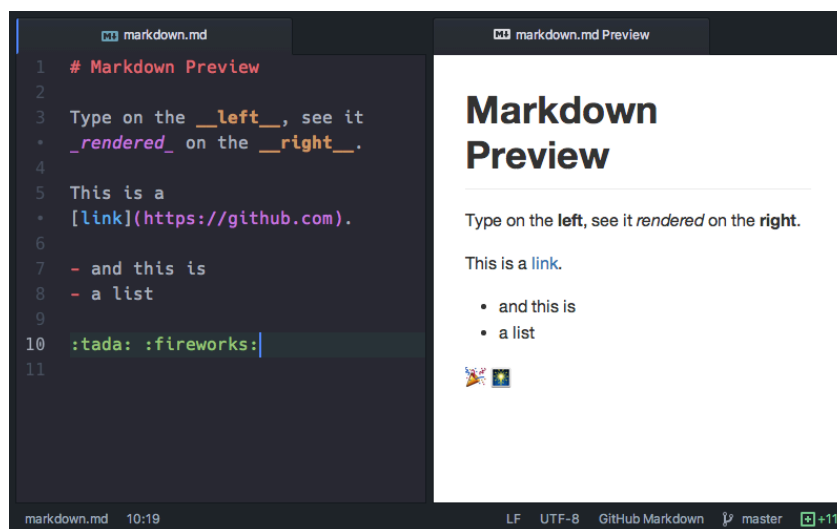 markdown.md
markdown.md Preview
1 # Markdown Preview
2
3 Type on the __left__, see it
• _rendered_ on the __right__.
4
5 This is a
• [link](https://github.com).
6
7 - and this is
8 - a list
9
10 :tada: :fireworks:
11
Markdown
Preview
Type on the left, see it rendered on the right.
This is a link.
• and this is
• a list
🎉 🎆
markdown.md 10:19
LF UTF-8 GitHub Markdown master +11